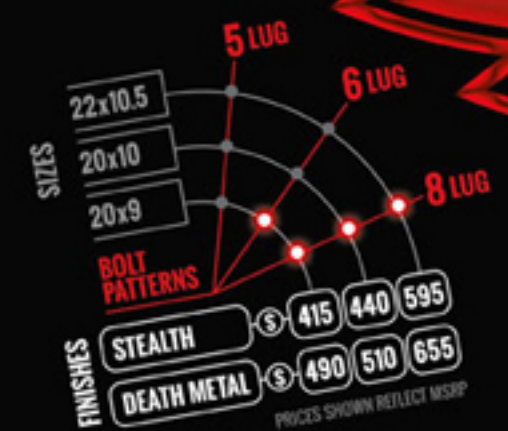 5 LUG
6 LUG
8 LUG
SIZES
22x10.5
20x10
20x9
BOLT
PATTERNS
FINISHES
STEALTH $ 415 440 595
DEATH METAL $ 490 510 655
PRICES SHOWN REFLECT MSRP